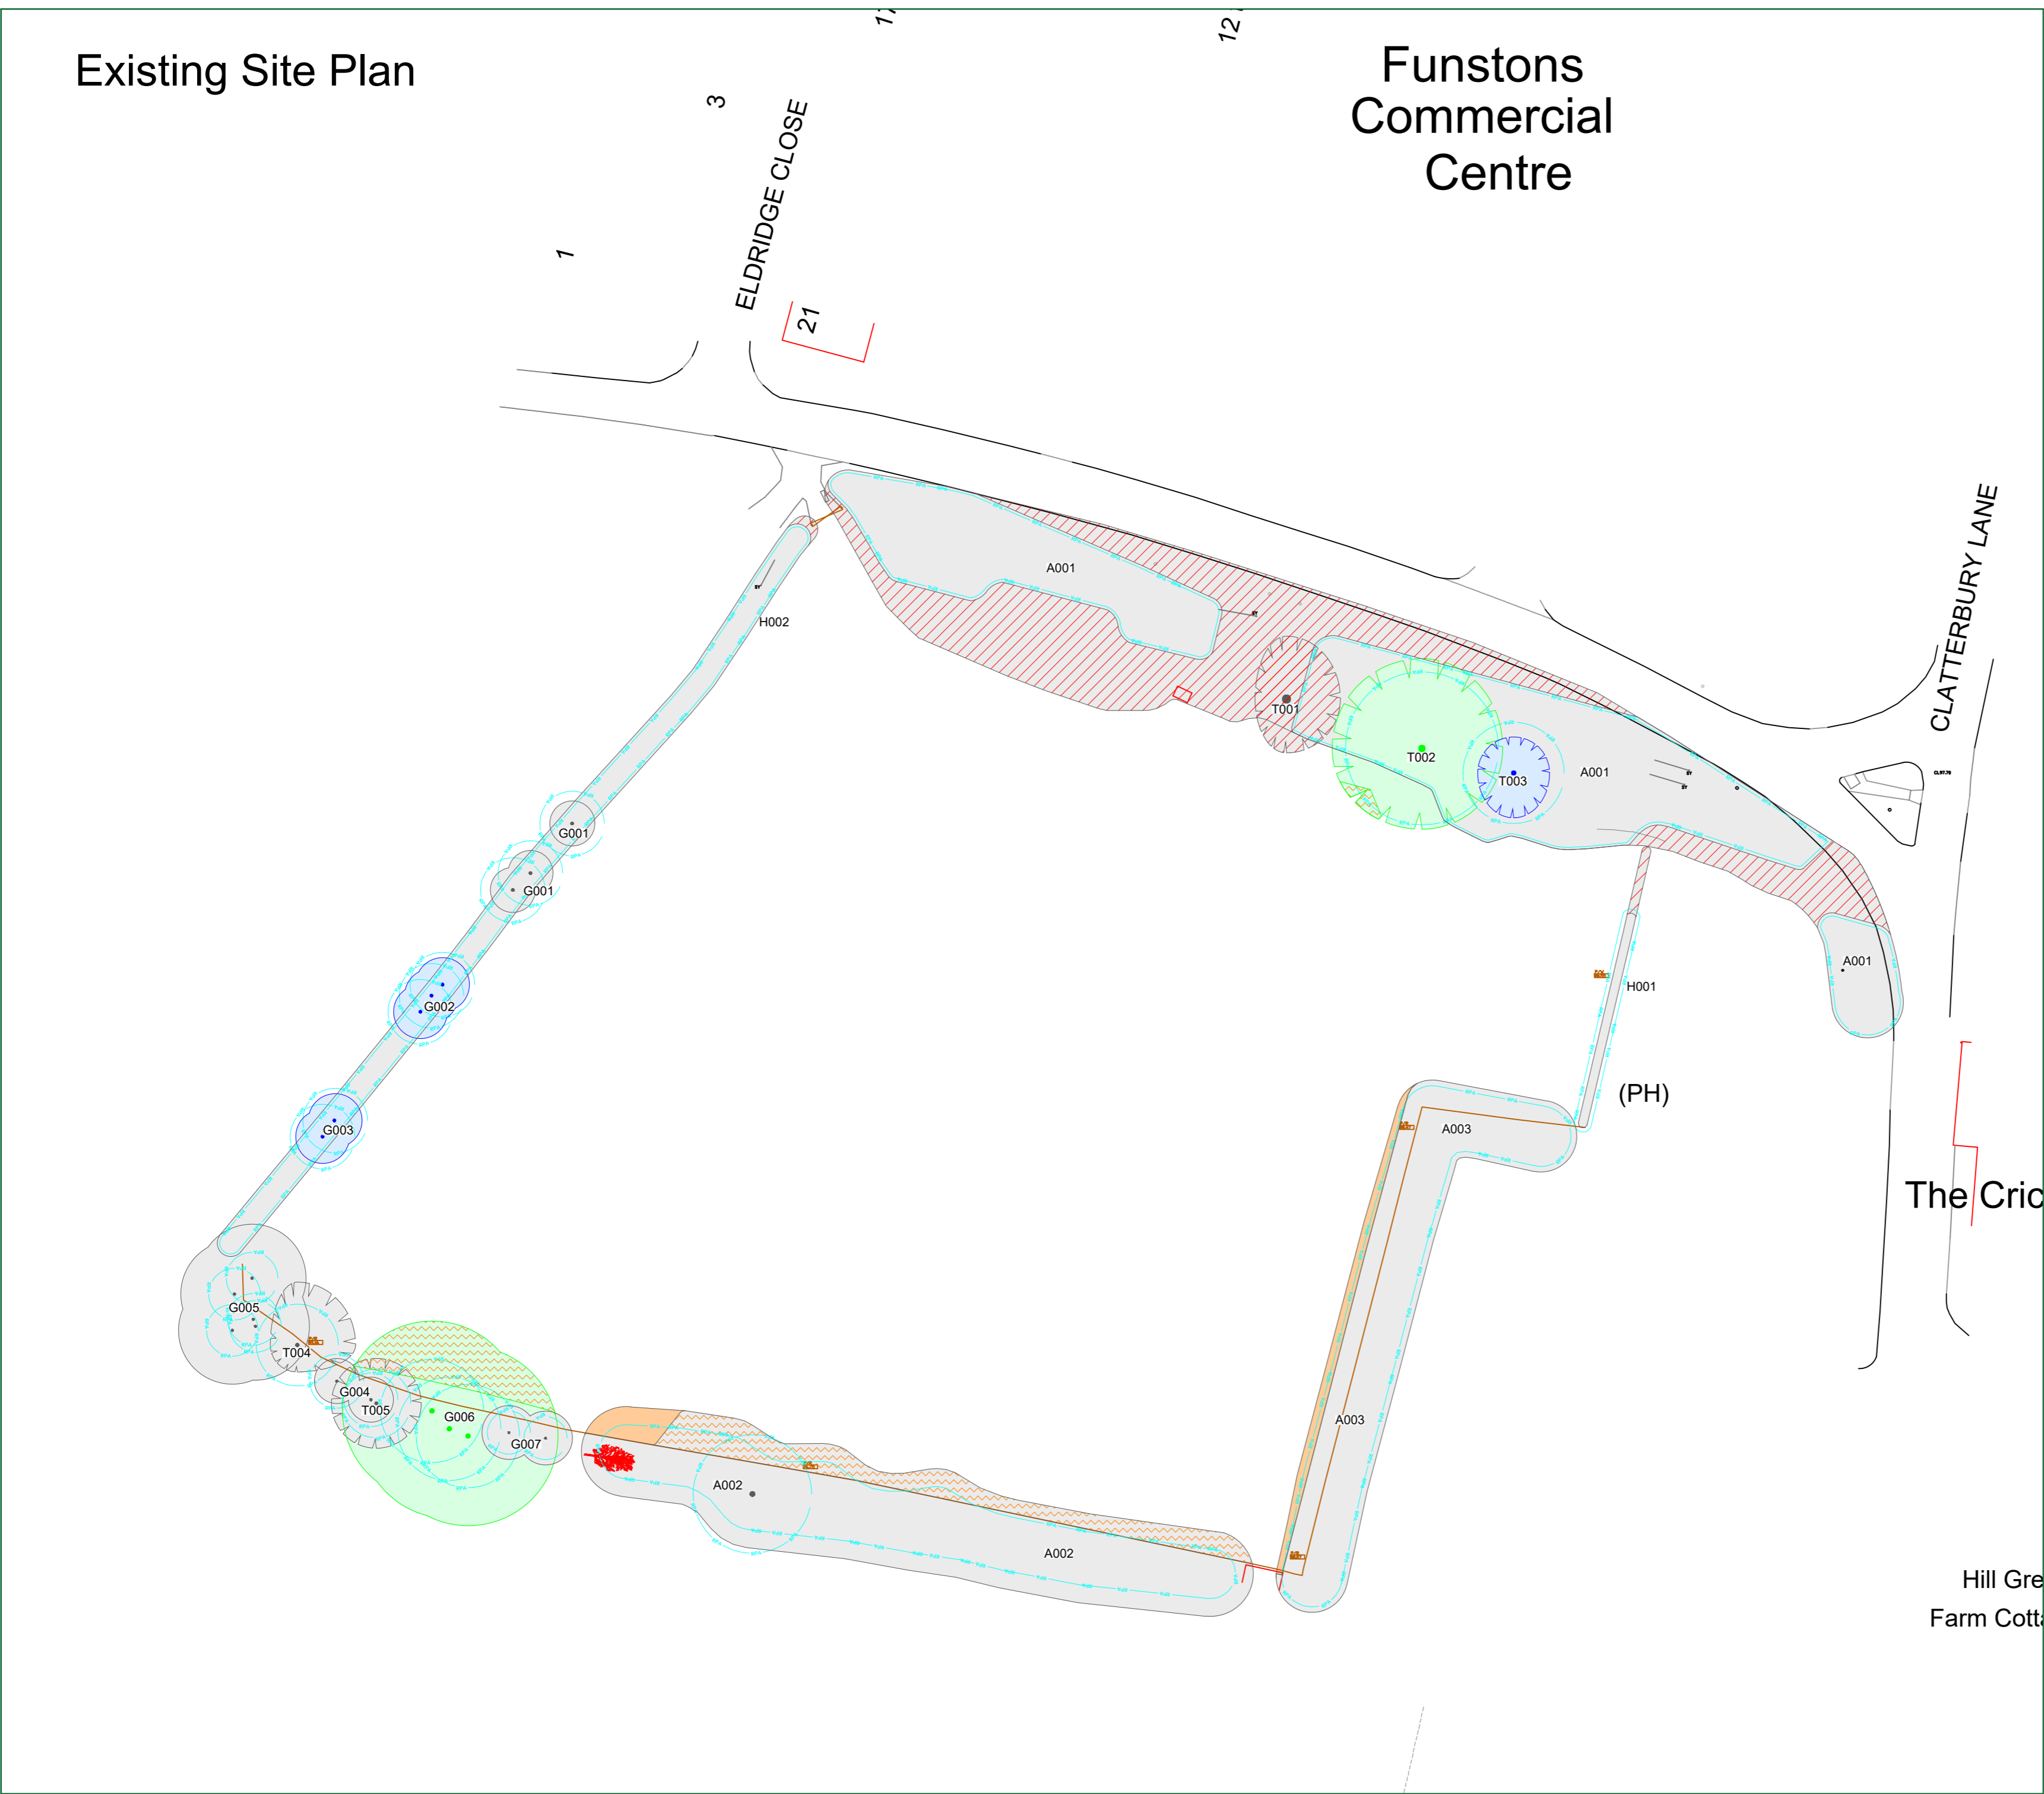 Existing Site Plan
Funstons
Commercial
Centre
12
3
ELDRIDGE CLOSE
1
21
CLATTERBURY LANE
A001
H002
T001
T002
T003
A001
G001
G001
A001
H001
G002
(PH)
G003
A003
The Cric
G005
T004
G004
T005
G006
G007
A003
A002
A002
Hill Gre
Farm Cotta